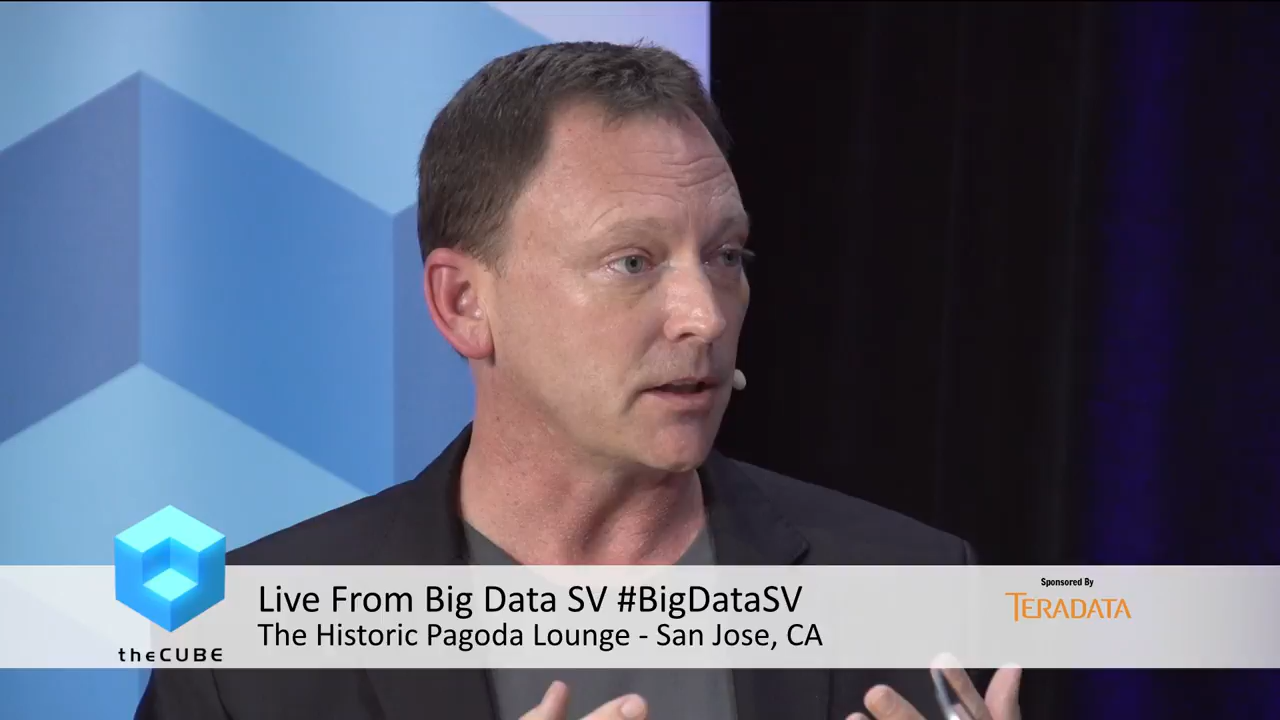 Live From Big Data SV #BigDataSV
The Historic Pagoda Lounge - San Jose, CA
theCUBE
Sponsored By
TERADATA